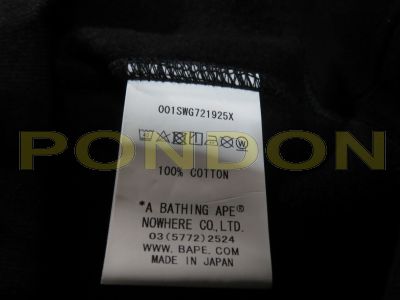 001SWG721925X
PONDON
100% COTTON
*A BATHING APE®
NOWHERE CO.,LTD.
03(5772)2524
WWW.BAPE.COM
MADE IN JAPAN